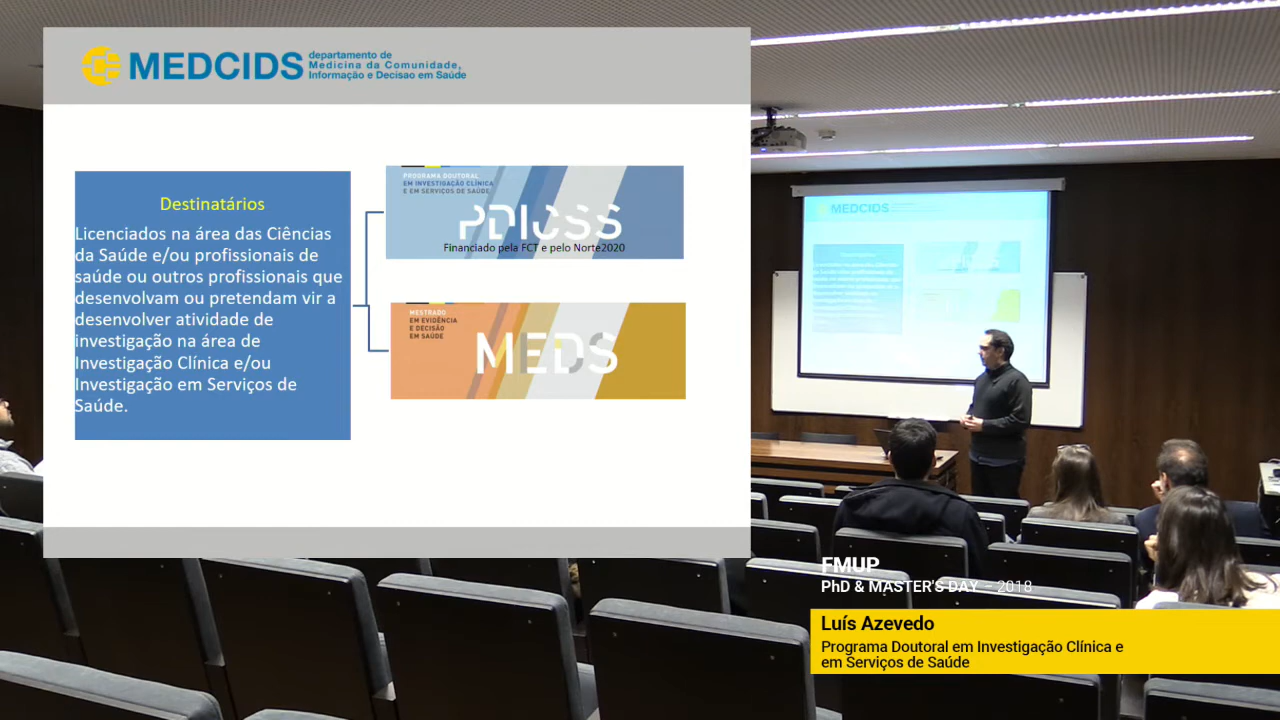 MEDCIDS
departamento de
Medicina da Comunidade,
Informação e Decisao em Saúde
Destinatários
Licenciados na área das Ciências
da Saúde e/ou profissionais de
saúde ou outros profissionais que
desenvolvam ou pretendam vir a
desenvolver atividade de
investigação na área de
Investigação Clínica e/ou
Investigação em Serviços de
Saúde.
PROGRAMA DOUTORAL
EM INVESTIGAÇÃO CLÍNICA
E EM SERVIÇOS DE SAÚDE
PDICSS
Financiado pela FCT e pelo Norte2020
MESTRADO
EM EVIDÊNCIA
E DECISÃO
EM SAÚDE
MEDS
MEDCIDS
FMUP
PhD & MASTER'S DAY – 2018
Luís Azevedo
Programa Doutoral em Investigação Clínica e
em Serviços de Saúde